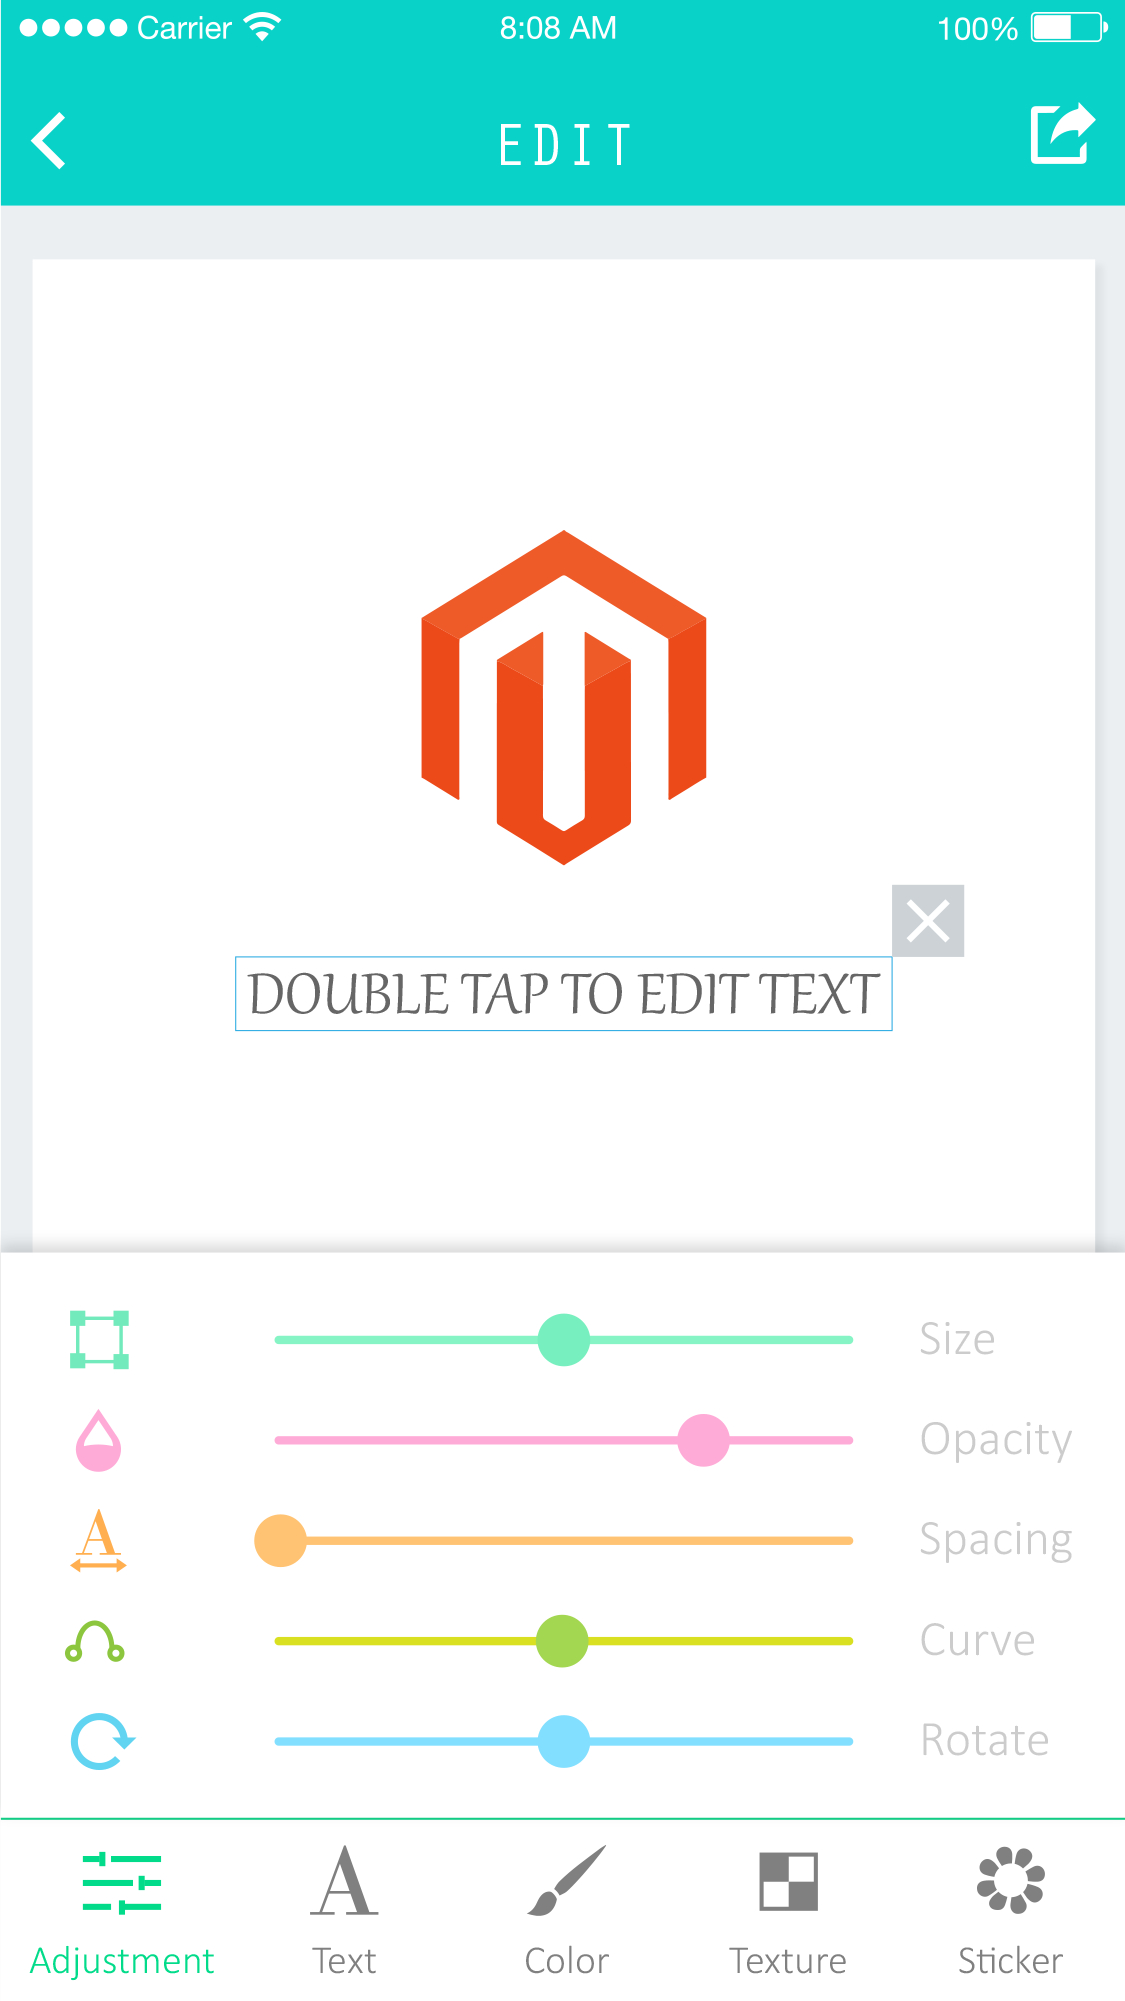 Carrier 8:08 AM 100%
EDIT
DOUBLE TAP TO EDIT TEXT
Size
Opacity
A Spacing
Curve
Rotate
A
Adjustment Text Color Texture Sticker